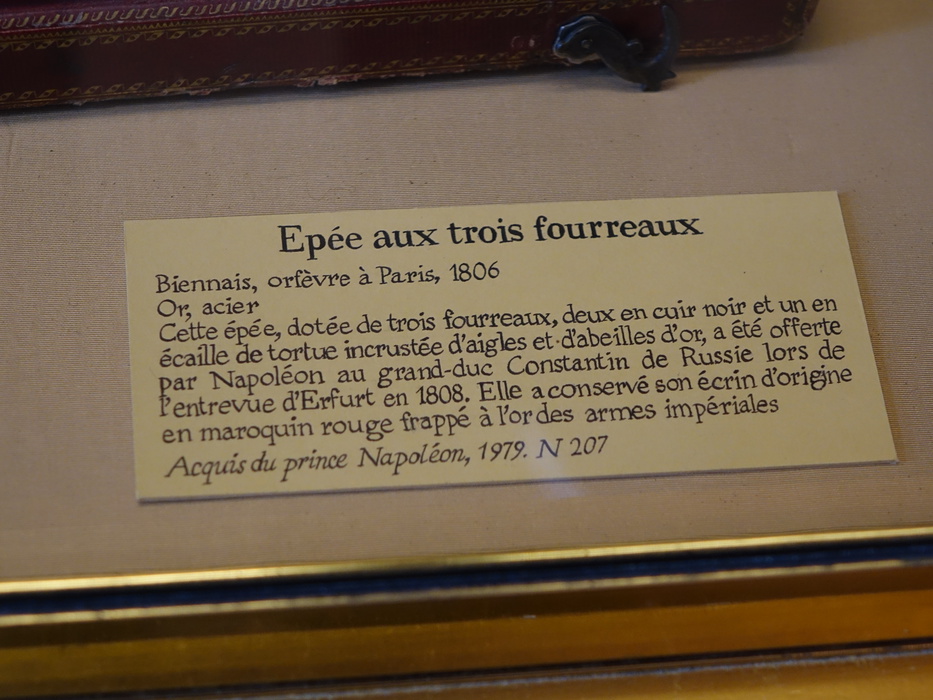 Epée aux trois fourreaux
Biennais, orfèvre à Paris, 1806
Or, acier
Cette épée, dotée de trois fourreaux, deux en cuir noir et un en
écaille de tortue incrustée d'aigles et d'abeilles d'or, a été offerte
par Napoléon au grand-duc Constantin de Russie lors de
l'entrevue d'Erfurt en 1808. Elle a conservé son écrin d'origine
en maroquin rouge frappé à l'or des armes impériales
Acquis du prince Napoléon, 1979. N 207